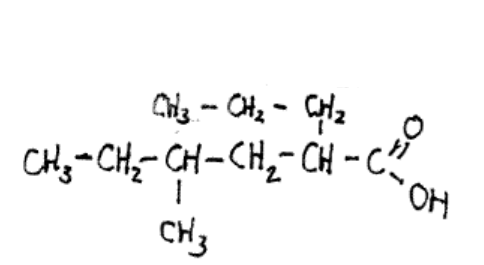 CH₃ - CH₂ - CH₂ O
CH₃ - CH₂ - CH - CH₂ - CH - C
OH
CH₃